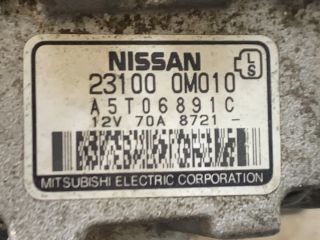 NISSAN
L
S
23100 0M010
A5T06891C
12V 70A 8721 -
MITSUBISHI ELECTRIC CORPORATION